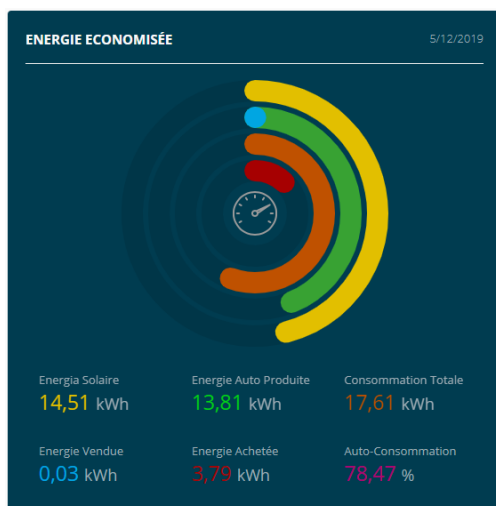 ENERGIE ECONOMISÉE 5/12/2019
Energia Solaire Energie Auto Produite Consommation Totale
14,51 kWh 13,81 kWh 17,61 kWh
Energie Vendue Energie Achetée Auto-Consommation
0,03 kWh 3,79 kWh 78,47 %